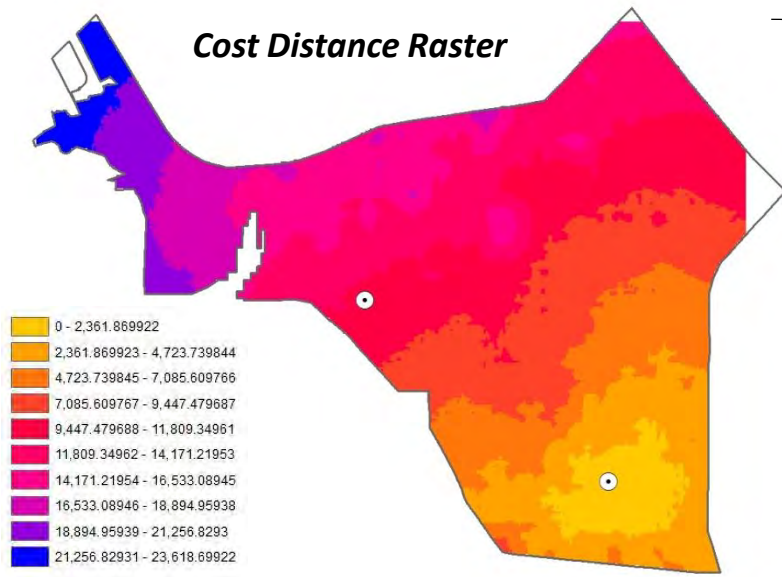 Cost Distance Raster
0 - 2,361.869922
2,361.869923 - 4,723.739844
4,723.739845 - 7,085.609766
7,085.609767 - 9,447.479687
9,447.479688 - 11,809.34961
11,809.34962 - 14,171.21953
14,171.21954 - 16,533.08945
16,533.08946 - 18,894.95938
18,894.95939 - 21,256.8293
21,256.82931 - 23,618.69922